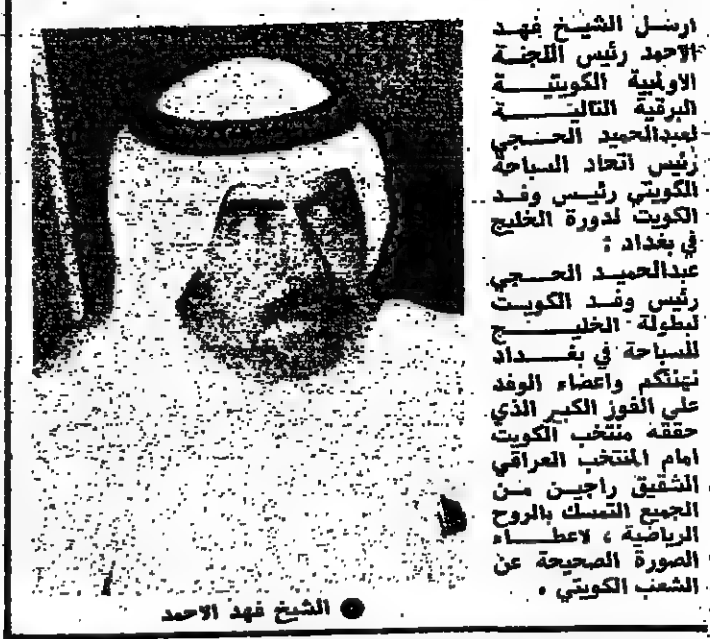 ارسل الشيخ فهد
الاحمد رئيس اللجنة
الاولمبية الكويتية
البرقية التالية
لعبدالحميد الحجي
رئيس اتحاد السباحة
الكويتي رئيس وفد
الكويت لدورة الخليج
في بغداد :
عبدالحميد الحجي
رئيس وفد الكويت
لبطولة الخليج
للسباحة في بغداد
نهنئكم واعضاء الوفد
على الفوز الكبير الذي
حققه منتخب الكويت
امام المنتخب العراقي
الشقيق راجين من
الجميع التمسك بالروح
الرياضية ، لاعطاء
الصورة الصحيحة عن
الشعب الكويتي .
● الشيخ فهد الاحمد